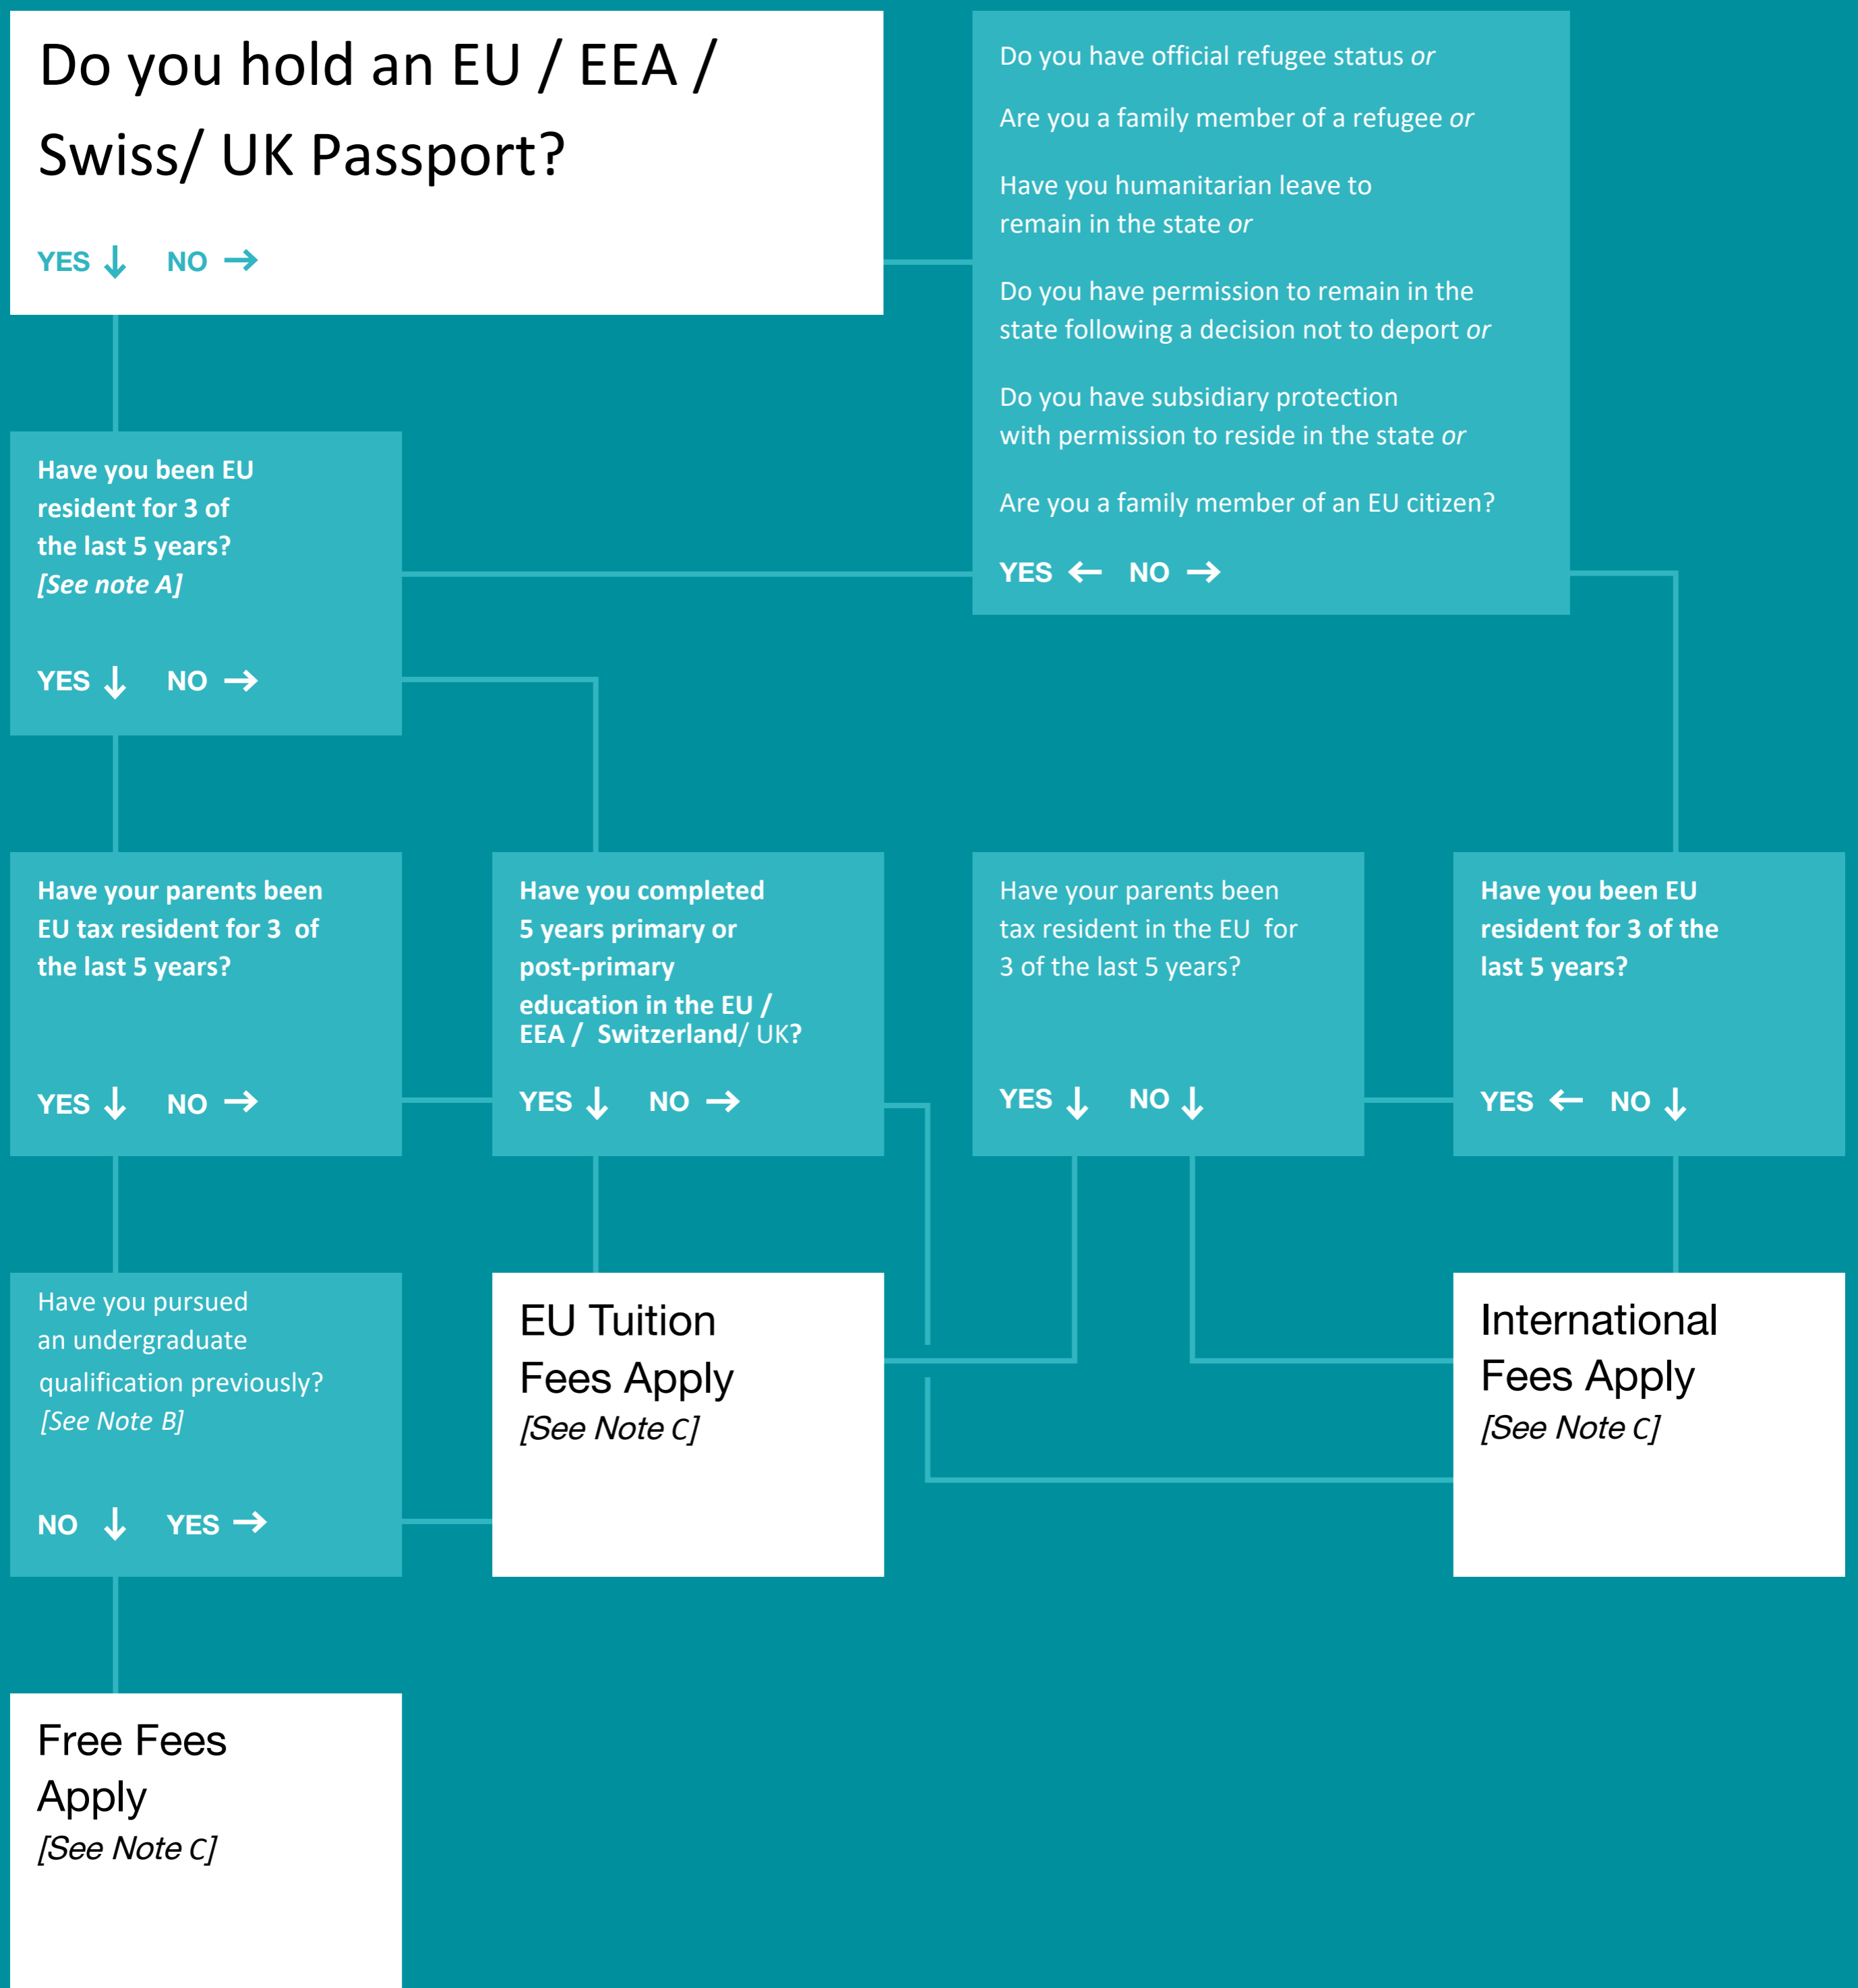 Do you hold an EU / EEA /
Swiss/ UK Passport?
YES ↓ NO →
Do you have official refugee status or
Are you a family member of a refugee or
Have you humanitarian leave to
remain in the state or
Do you have permission to remain in the
state following a decision not to deport or
Do you have subsidiary protection
with permission to reside in the state or
Are you a family member of an EU citizen?
YES ← NO →
Have you been EU
resident for 3 of
the last 5 years?
[See note A]
YES ↓ NO →
Have your parents been
EU tax resident for 3 of
the last 5 years?
YES ↓ NO →
Have you completed
5 years primary or
post-primary
education in the EU /
EEA / Switzerland/ UK?
YES ↓ NO →
Have your parents been
tax resident in the EU for
3 of the last 5 years?
YES ↓ NO ↓
Have you been EU
resident for 3 of the
last 5 years?
YES ← NO ↓
Have you pursued
an undergraduate
qualification previously?
[See Note B]
NO ↓ YES →
EU Tuition
Fees Apply
[See Note C]
International
Fees Apply
[See Note C]
Free Fees
Apply
[See Note C]